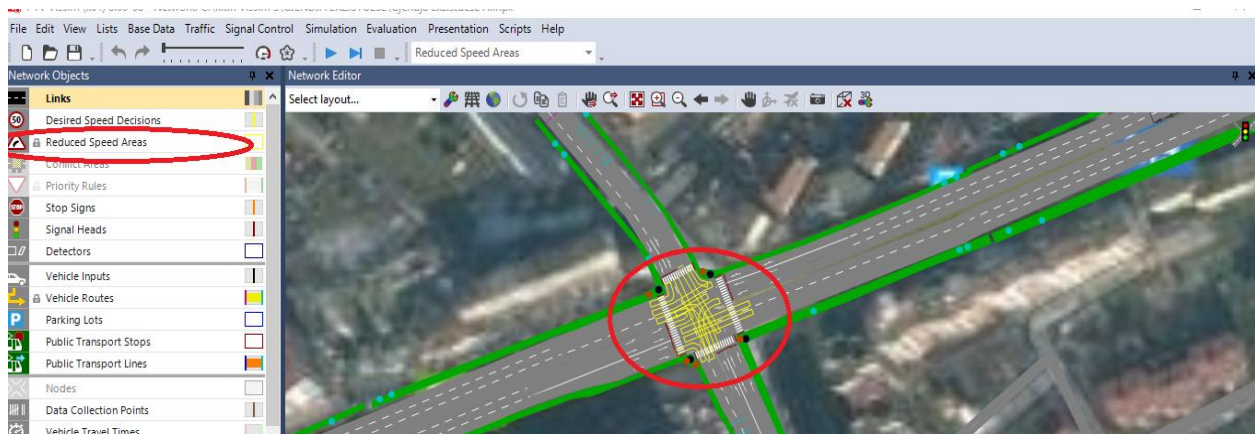 File Edit View Lists Base Data Traffic Signal Control Simulation Evaluation Presentation Scripts Help
Reduced Speed Areas
Network Objects
Network Editor
Links
Select layout...
50 Desired Speed Decisions
Reduced Speed Areas
Conflict Areas
Priority Rules
STOP Stop Signs
Signal Heads
Detectors
Vehicle Inputs
Vehicle Routes
P Parking Lots
Public Transport Stops
Public Transport Lines
Nodes
Data Collection Points
Vehicle Travel Times